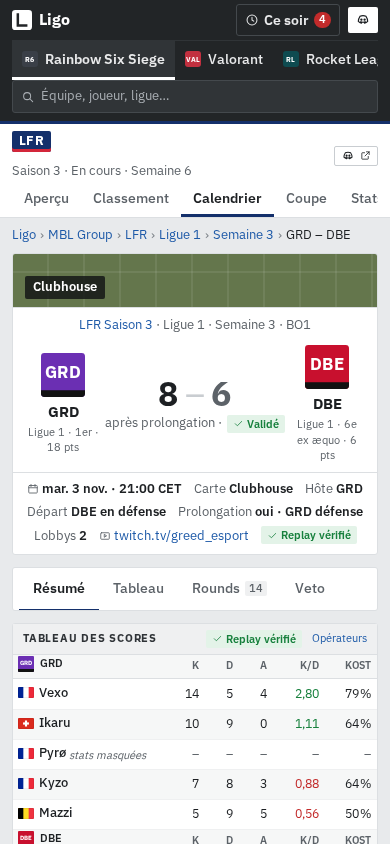 L Ligo
Ce soir 4
R6 Rainbow Six Siege
VAL Valorant
RL Rocket Lea
Équipe, joueur, ligue…
LFR
Saison 3 · En cours · Semaine 6
Aperçu Classement Calendrier Coupe Stat
Ligo › MBL Group › LFR › Ligue 1 › Semaine 3 › GRD – DBE
Clubhouse
LFR Saison 3 · Ligue 1 · Semaine 3 · BO1
GRD
GRD
Ligue 1 · 1er ·
18 pts
8 – 6
après prolongation · Validé
DBE
DBE
Ligue 1 · 6e
ex æquo · 6
pts
mar. 3 nov. · 21:00 CET Carte Clubhouse Hôte GRD
Départ DBE en défense Prolongation oui · GRD défense
Lobbys 2 twitch.tv/greed_esport Replay vérifié
Résumé Tableau Rounds 14 Veto
TABLEAU DES SCORES Replay vérifié Opérateurs
GRD GRD K D A K/D KOST
Vexo 14 5 4 2,80 79%
Ikaru 10 9 0 1,11 64%
Pyrø stats masquées – – – – –
Kyzo 7 8 3 0,88 64%
Mazzi 5 9 5 0,56 50%
DBE DBE K D A K/D KOST